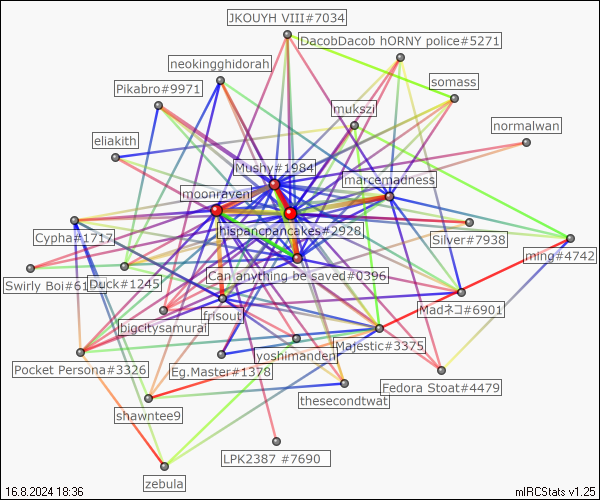 JKOUYH VIII#7034
DacobDacob hORNY police#5271
neokingghidorah
Pikabro#9971
somass
mukszi
normalwan
eliakith
Mushy#1984
marcemadness
moonraven
hispancpancakes#2928
Cypha#1717
Silver#7938
ming#4742
Can anything be saved#0396
Swirly Boi#61
Duck#1245
Madネコ#6901
frisout
bigcitysamurai
Majestic#3375
yoshimanden
Pocket Persona#3326
Eg.Master#1378
Fedora Stoat#4479
thesecondtwat
shawntee9
LPK2387 #7690
zebula
16.8.2024 18:36
mIRCStats v1.25